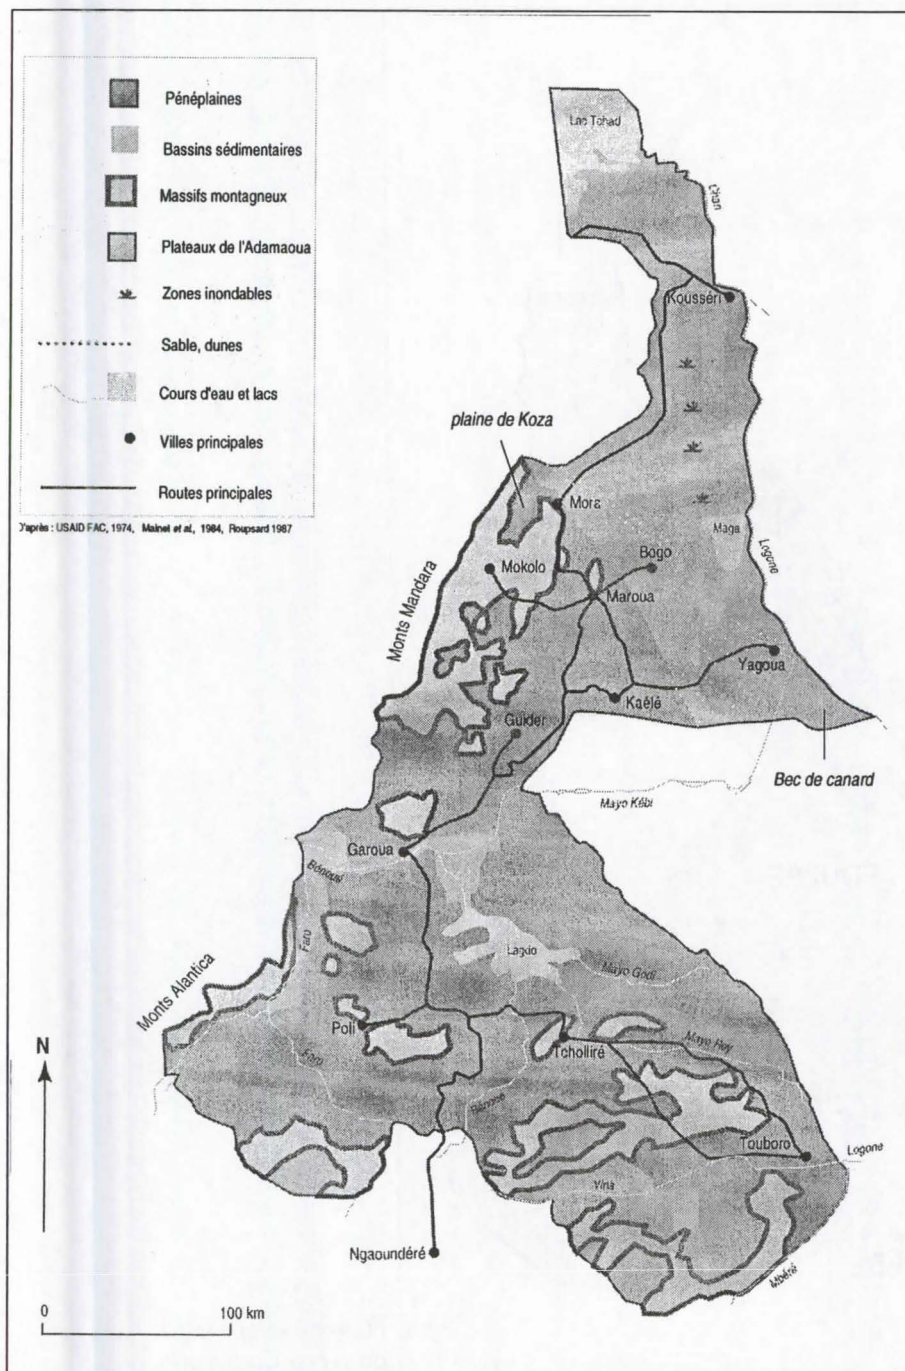 Pénéplaines
Bassins sédimentaires
Massifs montagneux
Plateaux de l'Adamaoua
Zones inondables
Sable, dunes
Cours d'eau et lacs
Villes principales
Routes principales
D'après : USAID FAC, 1974, Mainet et al., 1984, Roupsard 1987
Lac Tchad
Chari
Kousséri
plaine de Koza
Mora
Maga
Logone
Mokolo
Bogo
Maroua
Monts Mandara
Yagoua
Kaélé
Guider
Bec de canard
Mayo Kébi
Garoua
Bénoué
Faro
Lagdo
Mayo Godi
Monts Alantica
Poli
Tcholliré
Mayo Rey
Faro
Bénoué
N
Touboro
Logone
Vina
Ngaoundéré
Mbéré
0 100 km